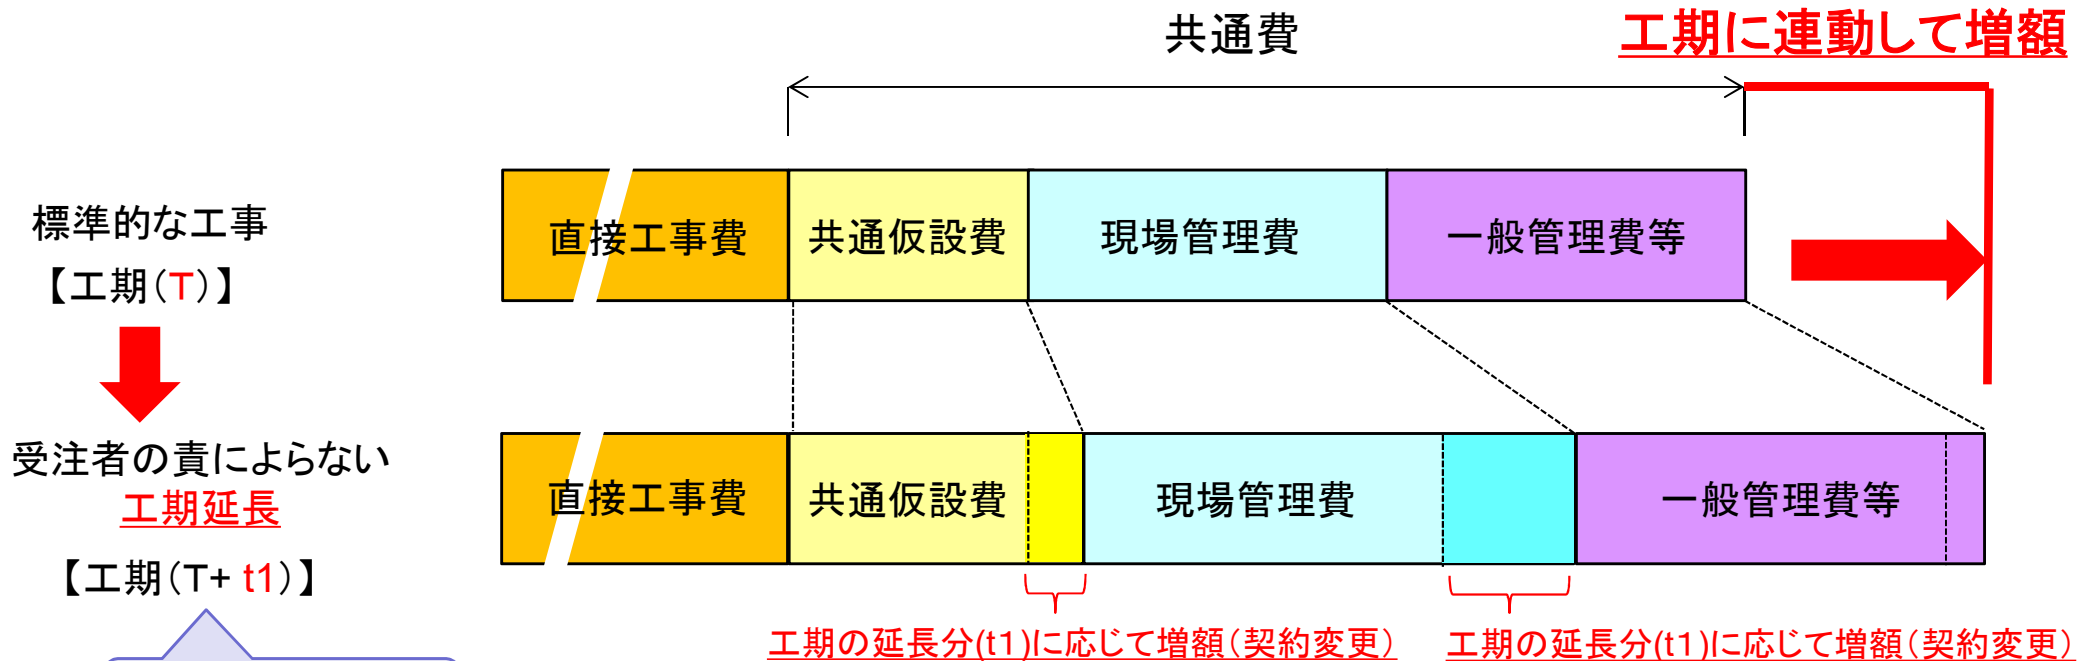 共通費
工期に連動して増額
標準的な工事
【工期(T)】
直接工事費
共通仮設費
現場管理費
一般管理費等
受注者の責によらない
工期延長
【工期(T+ t1)】
直接工事費
共通仮設費
現場管理費
一般管理費等
工期の延長分(t1)に応じて増額(契約変更)
工期の延長分(t1)に応じて増額(契約変更)